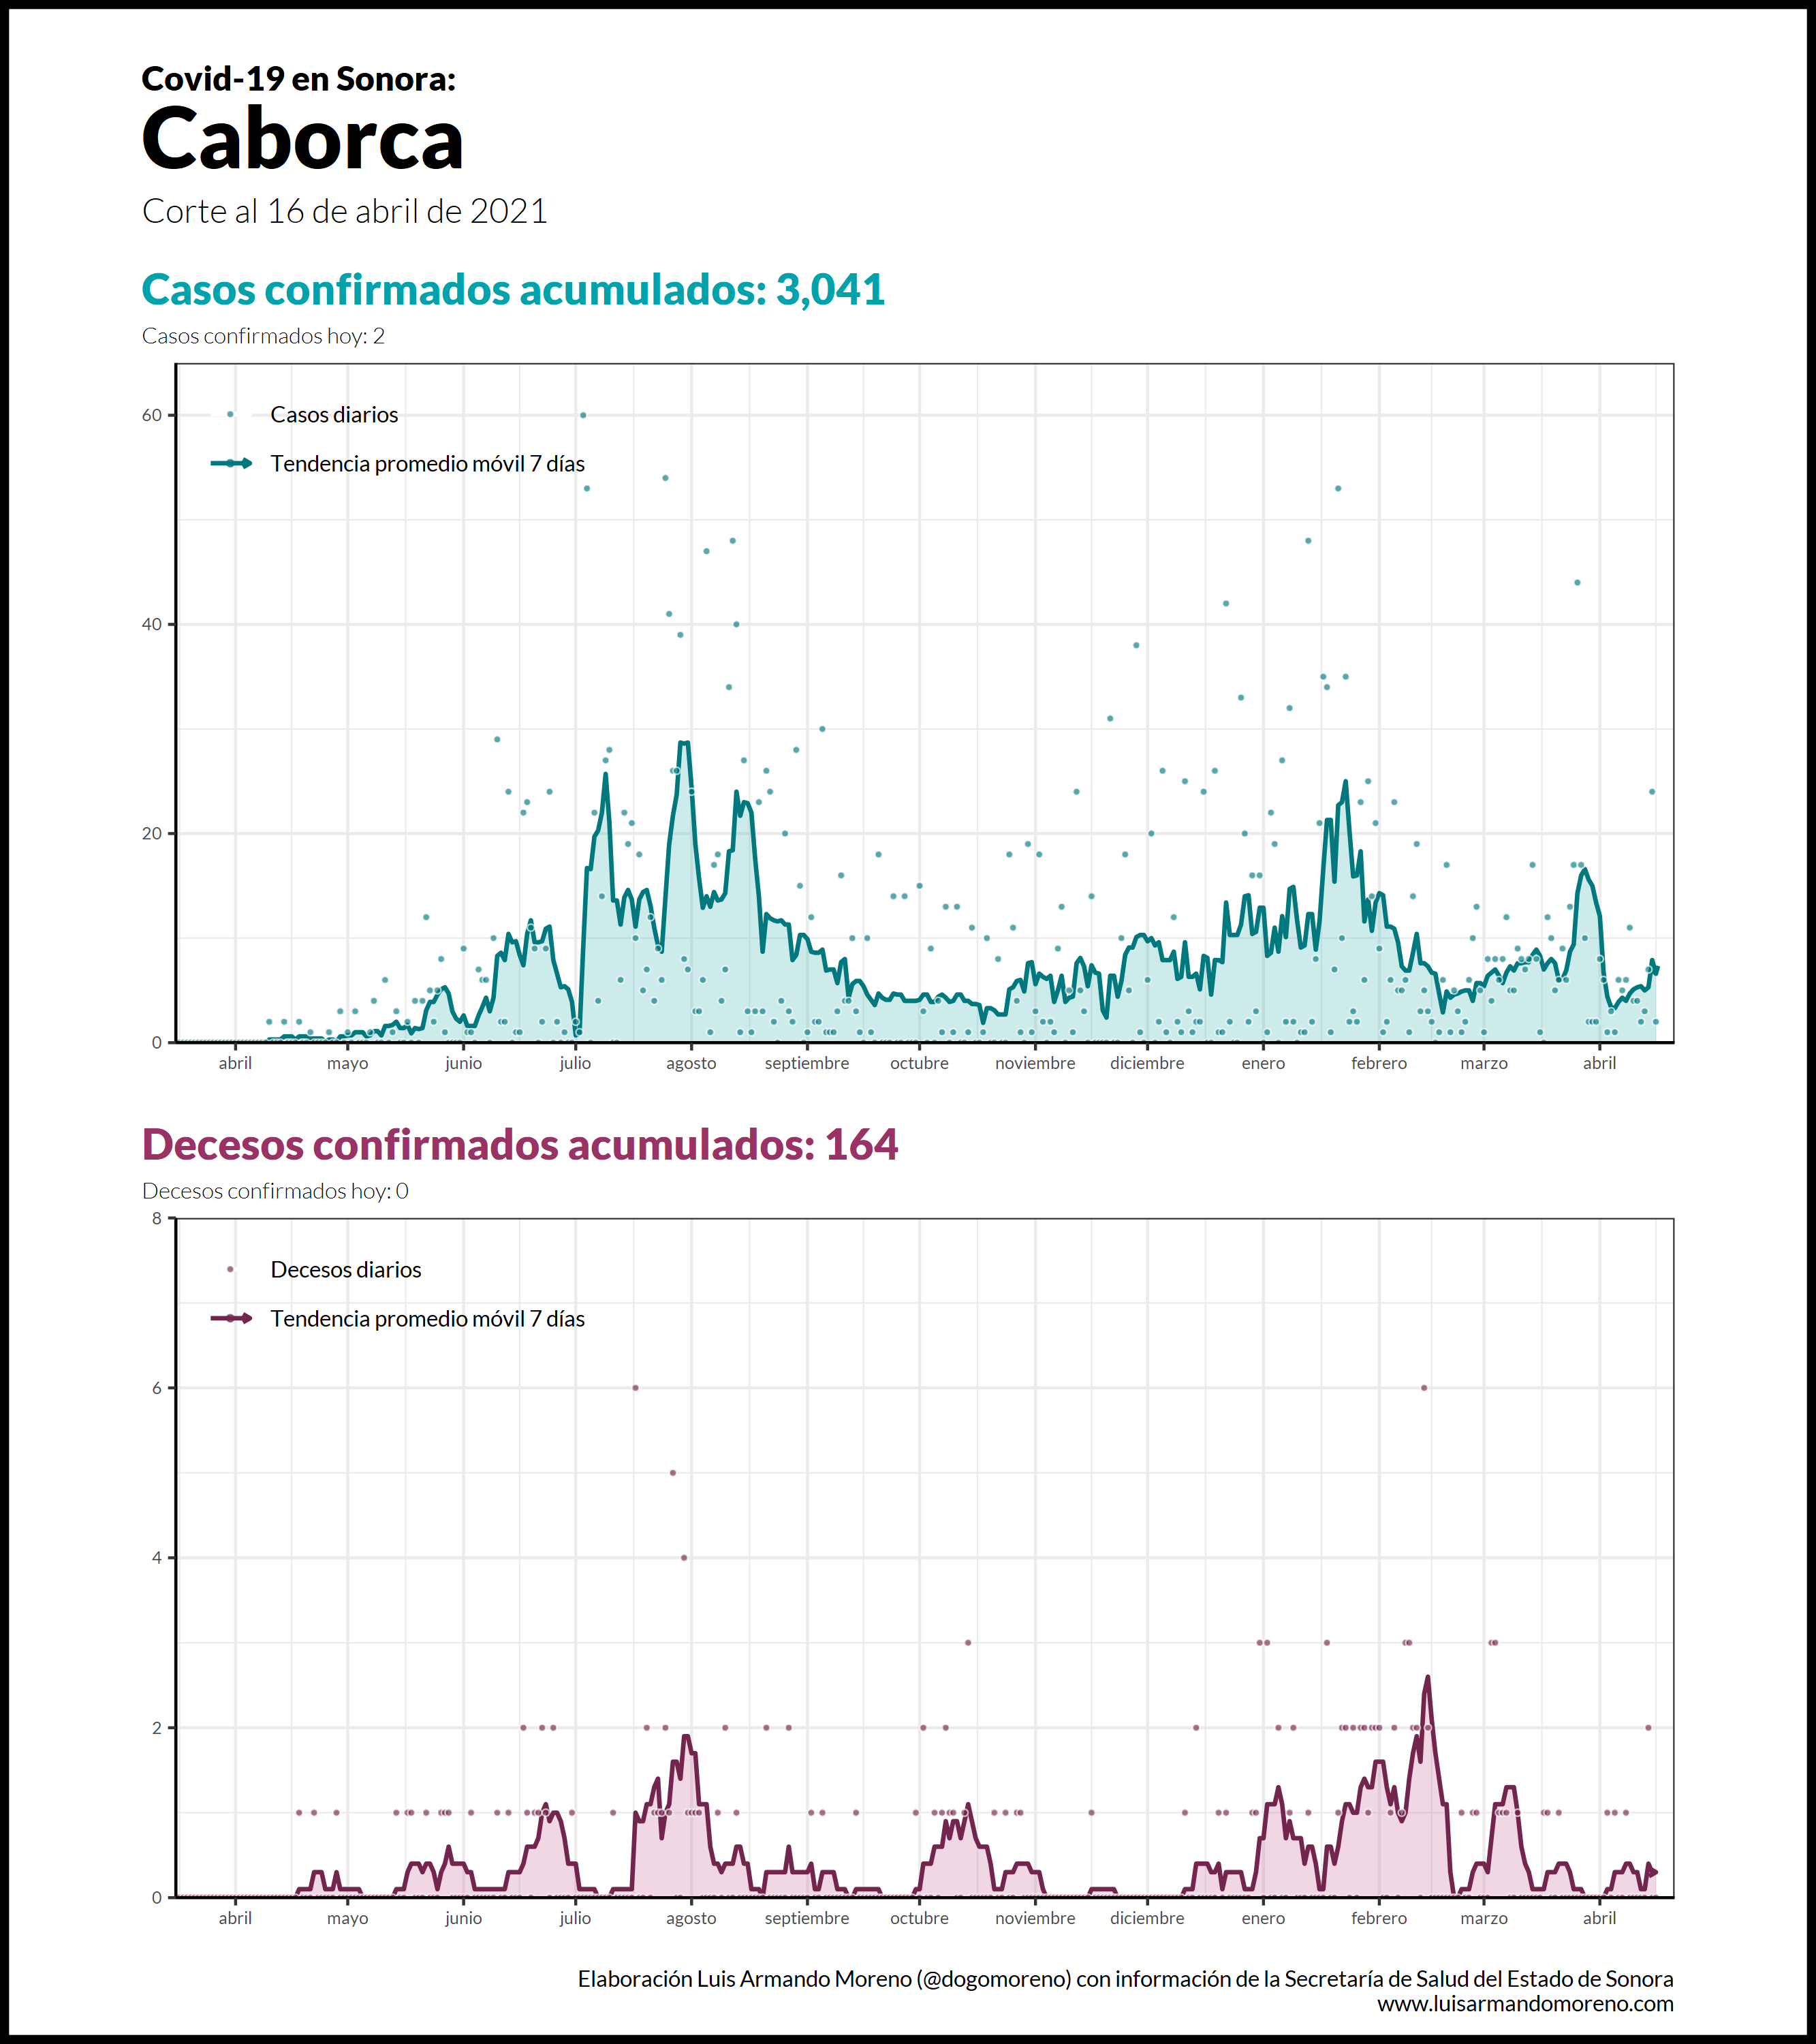 Covid-19 en Sonora:
Caborca
Corte al 16 de abril de 2021
Casos confirmados acumulados: 3,041
Casos confirmados hoy: 2
60
40
20
0
Casos diarios
Tendencia promedio móvil 7 días
abril mayo junio julio agosto septiembre octubre noviembre diciembre enero febrero marzo abril
Decesos confirmados acumulados: 164
Decesos confirmados hoy: 0
8
6
4
2
0
Decesos diarios
Tendencia promedio móvil 7 días
abril mayo junio julio agosto septiembre octubre noviembre diciembre enero febrero marzo abril
Elaboración Luis Armando Moreno (@dogomoreno) con información de la Secretaría de Salud del Estado de Sonora
www.luisarmandomoreno.com